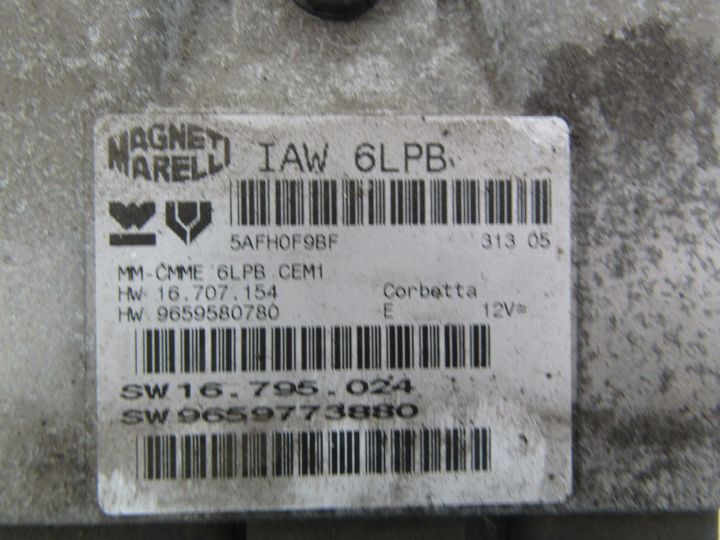 MAGNETI
MARELLI
IAW 6LPB
5AFH0F9BF 313 05
MM-CMME 6LPB CEM1
HW 16.707.154 Corbetta
HW 9659580780 E 12V=
SW 16.795.024
SW 9659773880